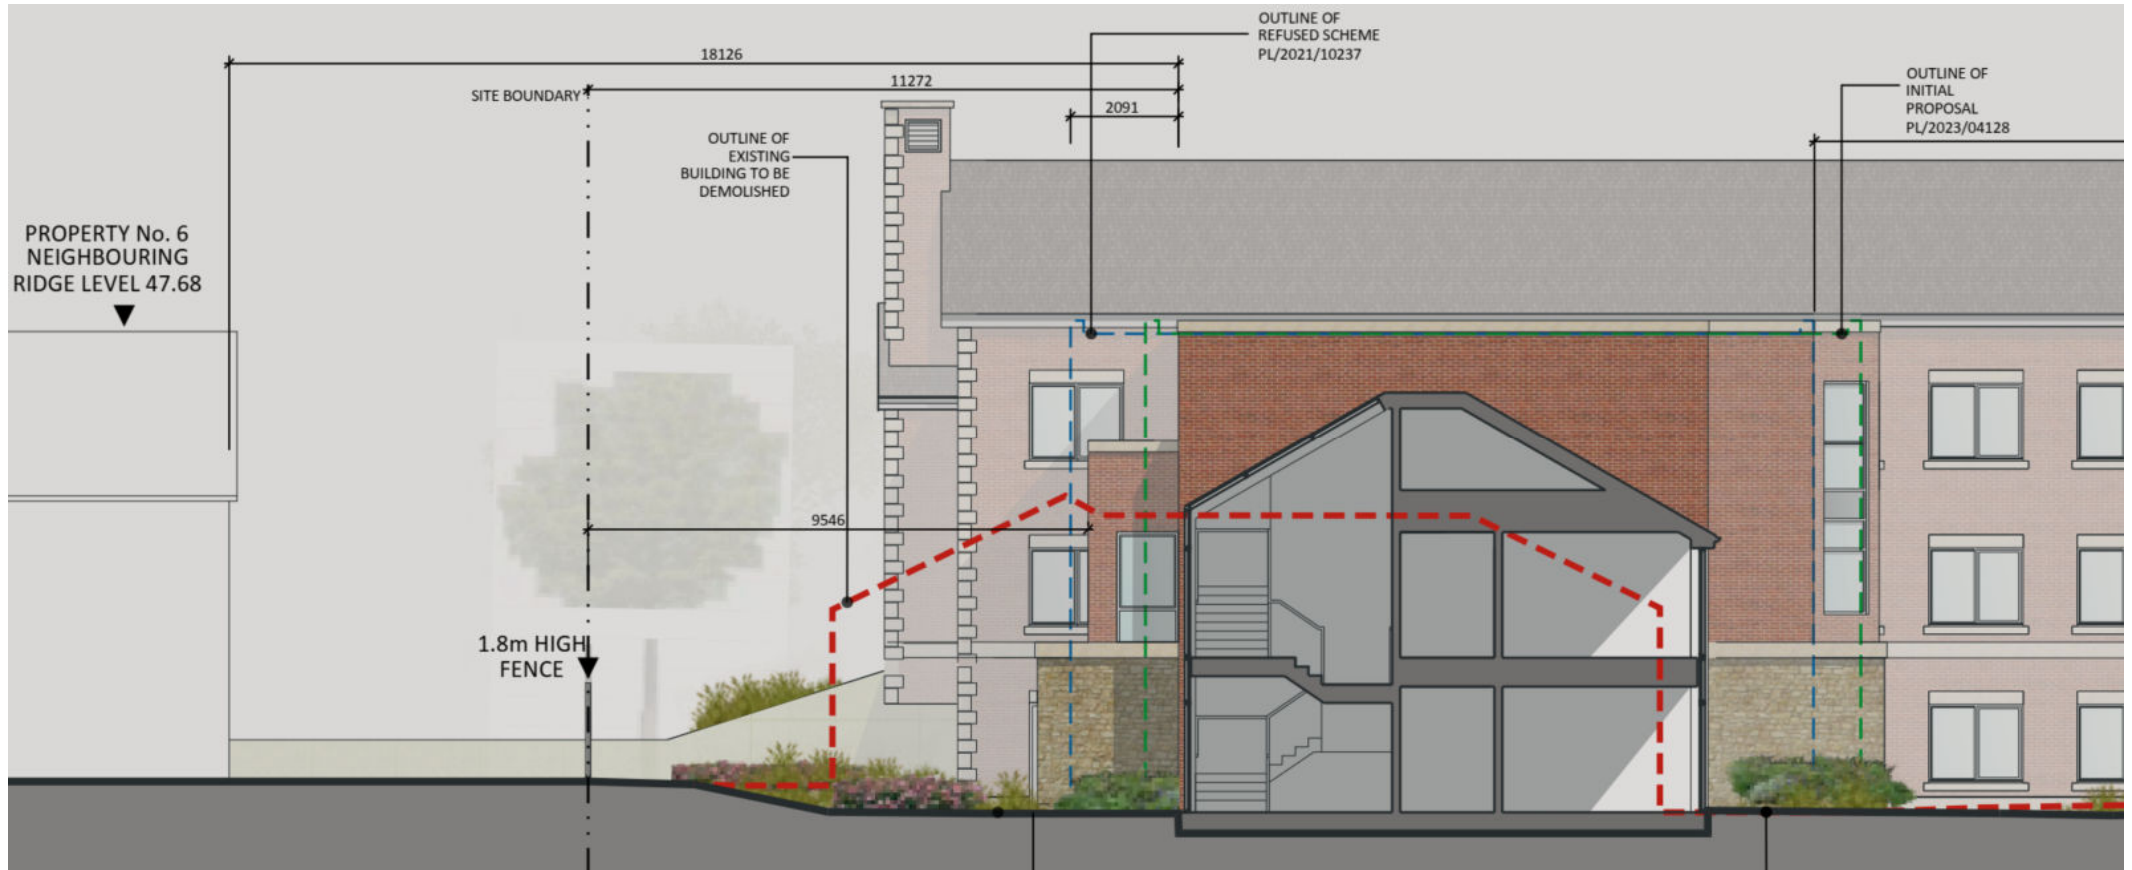 OUTLINE OF
REFUSED SCHEME
PL/2021/10237
18126
11272
SITE BOUNDARY
2091
OUTLINE OF
INITIAL
PROPOSAL
PL/2023/04128
OUTLINE OF
EXISTING
BUILDING TO BE
DEMOLISHED
PROPERTY No. 6
NEIGHBOURING
RIDGE LEVEL 47.68
9546
1.8m HIGH
FENCE